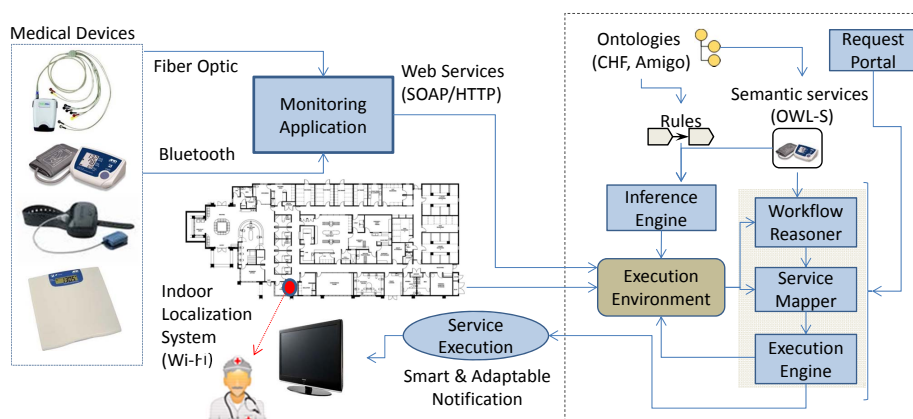 Medical Devices
Fiber Optic
Bluetooth
Monitoring
Application
Web Services
(SOAP/HTTP)
Indoor
Localization
System
(Wi-Fi)
Service
Execution
Smart & Adaptable
Notification
Ontologies
(CHF, Amigo)
Request
Portal
Semantic services
(OWL-S)
Rules
Inference
Engine
Workflow
Reasoner
Execution
Environment
Service
Mapper
Execution
Engine